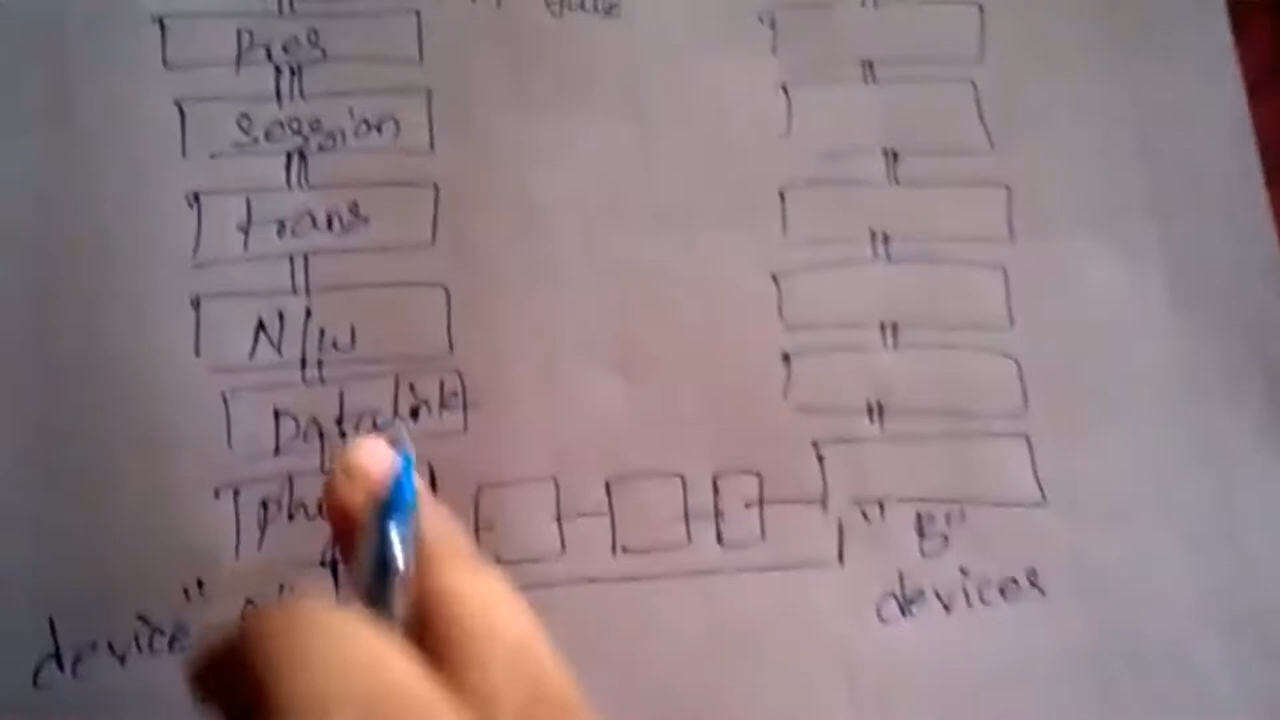 pres
session
trans
N/W
Datalink
"B"
device"
devices